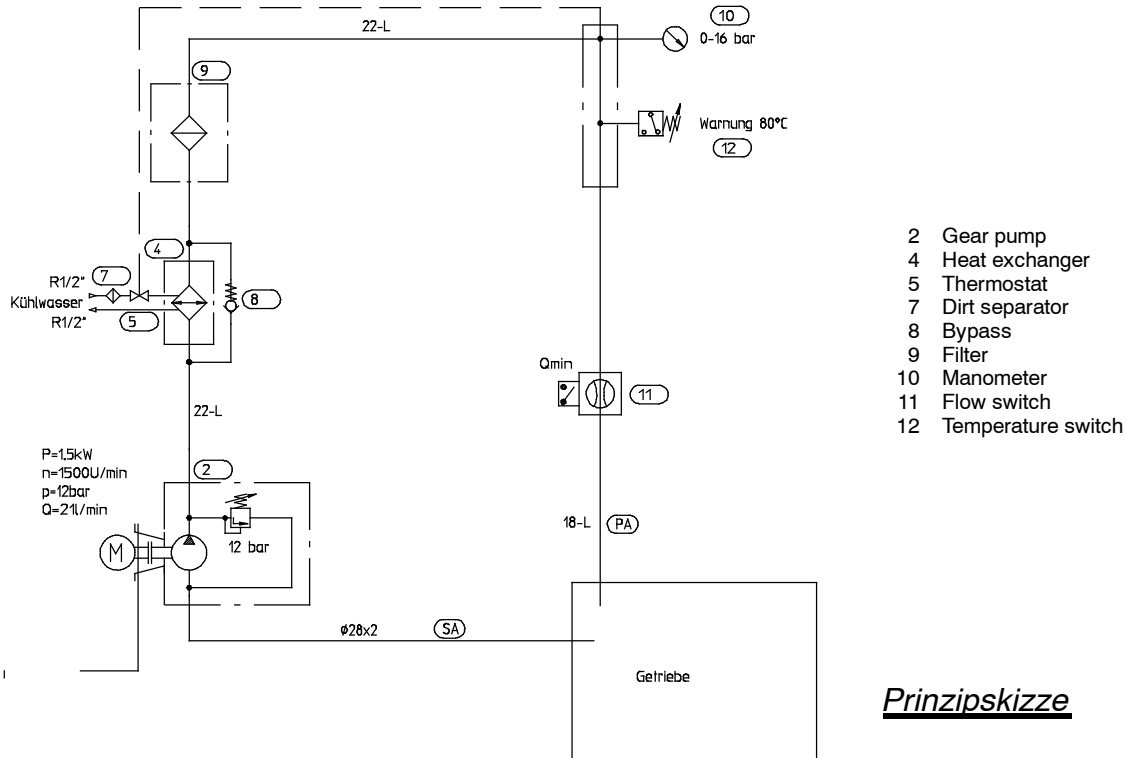 22-L
10
0-16 bar
9
Warnung 80°C
12
4
7
R1/2"
Kühlwasser
R1/2"
5
8
2 Gear pump
4 Heat exchanger
5 Thermostat
7 Dirt separator
8 Bypass
9 Filter
10 Manometer
11 Flow switch
12 Temperature switch
Qmin
11
22-L
P=1,5kW
n=1500U/min
p=12bar
Q=21l/min
2
12 bar
M
18-L PA
ø28x2 SA
Getriebe
Prinzipskizze